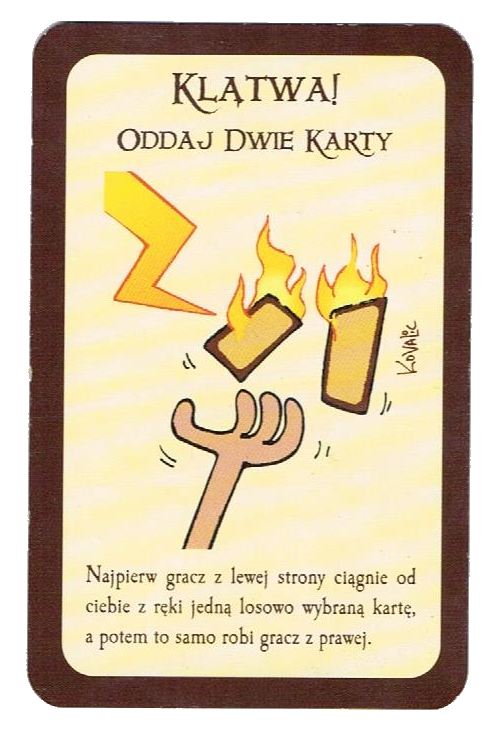 KLĄTWA!
ODDAJ DWIE KARTY
KOVALIC
Najpierw gracz z lewej strony ciągnie od
ciebie z ręki jedną losowo wybraną kartę,
a potem to samo robi gracz z prawej.